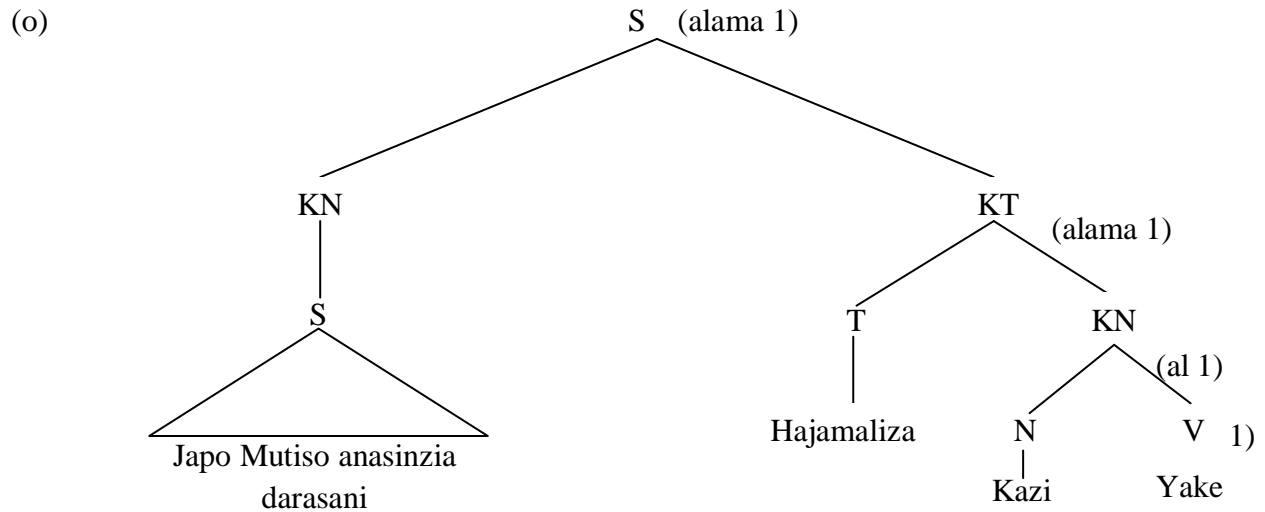 (o) S (alama 1)
KN KT
(alama 1)
S T KN
(al 1)
Japo Mutiso anasinzia Hajamaliza N V 1)
darasani Kazi Yake